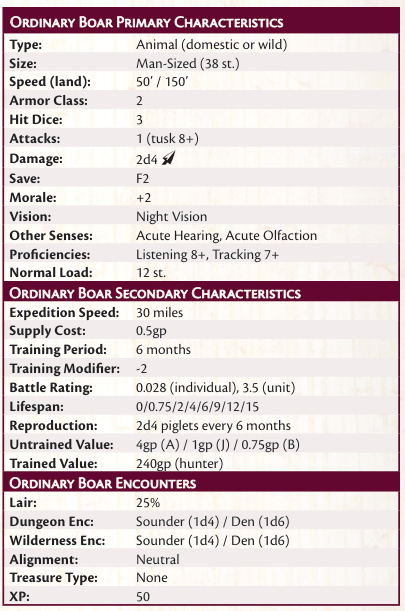 Ordinary Boar Primary Characteristics
Type: Animal (domestic or wild)
Size: Man-Sized (38 st.)
Speed (land): 50′ / 150′
Armor Class: 2
Hit Dice: 3
Attacks: 1 (tusk 8+)
Damage: 2d4
Save: F2
Morale: +2
Vision: Night Vision
Other Senses: Acute Hearing, Acute Olfaction
Proficiencies: Listening 8+, Tracking 7+
Normal Load: 12 st.
Ordinary Boar Secondary Characteristics
Expedition Speed: 30 miles
Supply Cost: 0.5gp
Training Period: 6 months
Training Modifier: -2
Battle Rating: 0.028 (individual), 3.5 (unit)
Lifespan: 0/0.75/2/4/6/9/12/15
Reproduction: 2d4 piglets every 6 months
Untrained Value: 4gp (A) / 1gp (J) / 0.75gp (B)
Trained Value: 240gp (hunter)
Ordinary Boar Encounters
Lair: 25%
Dungeon Enc: Sounder (1d4) / Den (1d6)
Wilderness Enc: Sounder (1d4) / Den (1d6)
Alignment: Neutral
Treasure Type: None
XP: 50